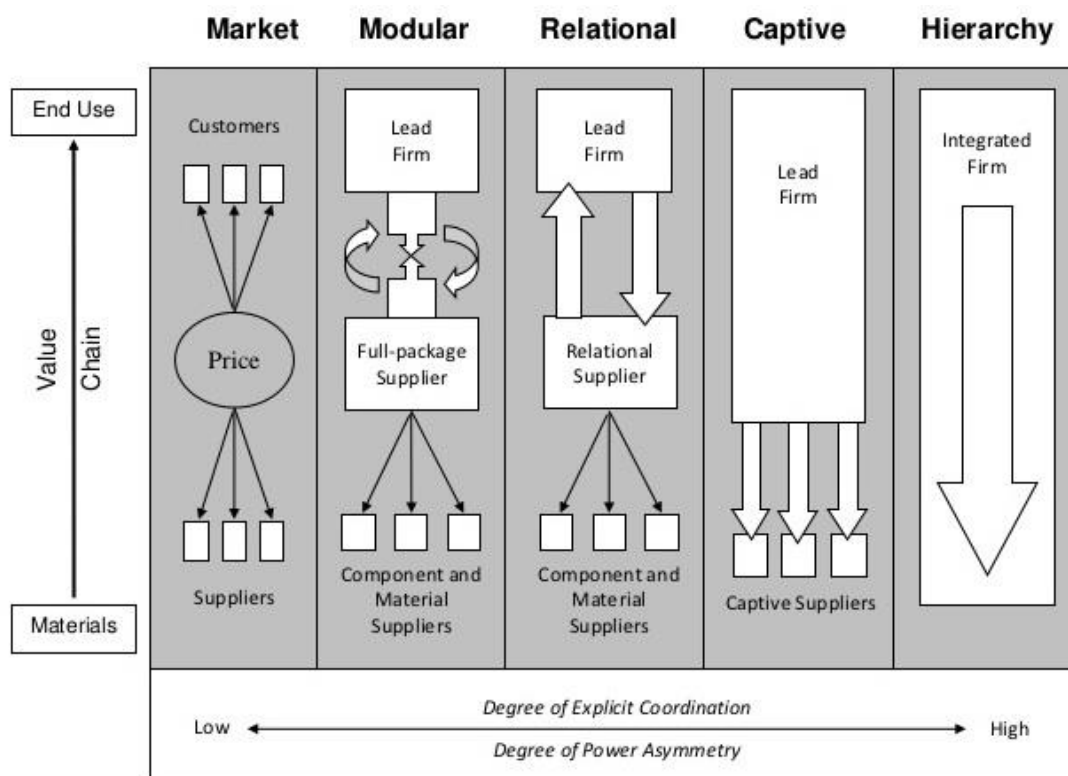 Market
Modular
Relational
Captive
Hierarchy
End Use
Value
Chain
Materials
Customers
Price
Suppliers
Lead
Firm
Full-package
Supplier
Component and
Material
Suppliers
Lead
Firm
Relational
Supplier
Component and
Material
Suppliers
Lead
Firm
Captive Suppliers
Integrated
Firm
Degree of Explicit Coordination
Low
High
Degree of Power Asymmetry